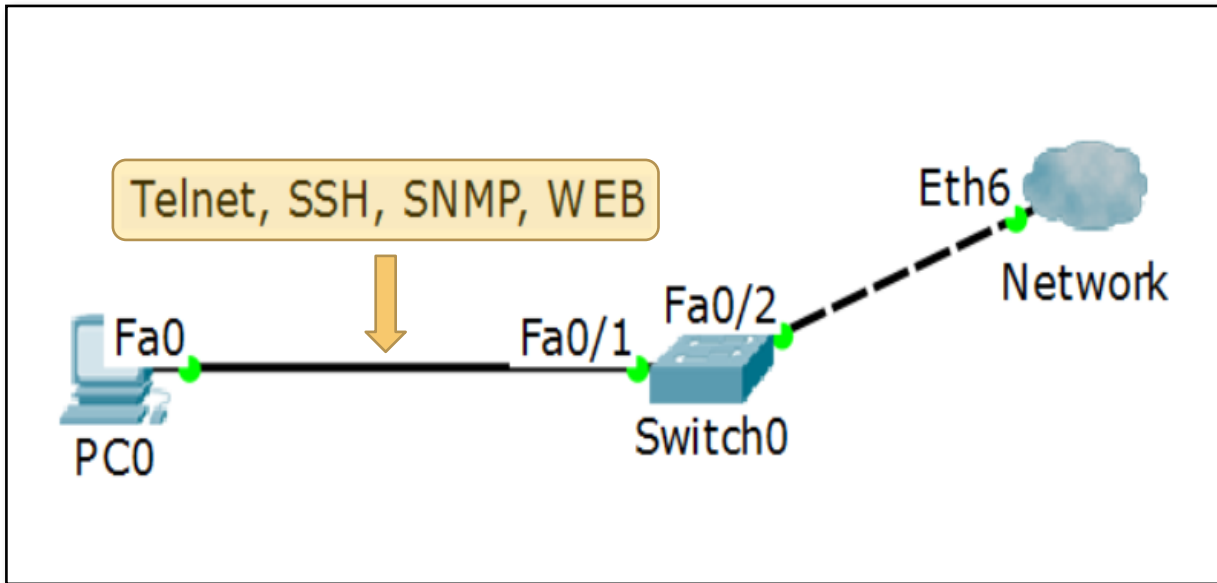 Telnet, SSH, SNMP, WEB
Eth6
Network
Fa0/2
Fa0
Fa0/1
Switch0
PC0